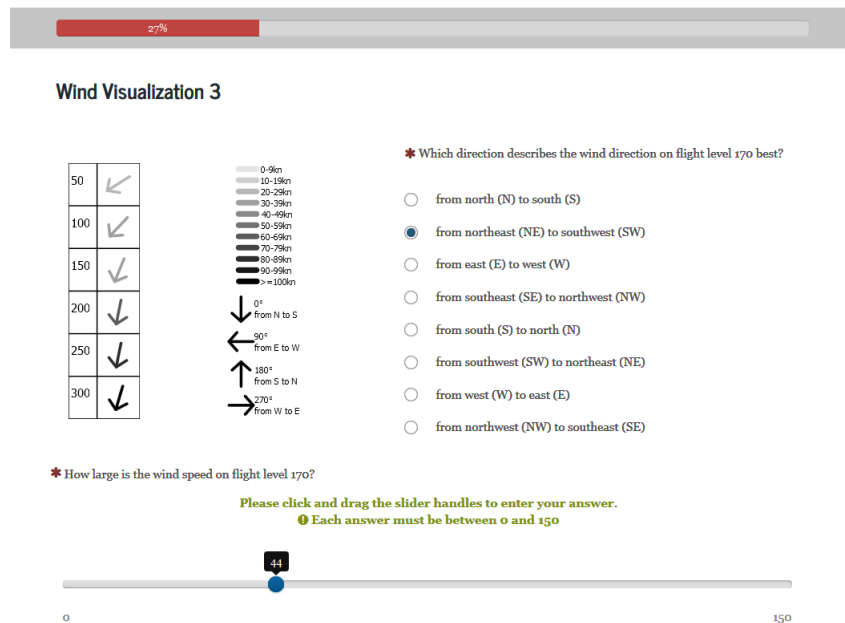 27%
Wind Visualization 3
50
100
150
200
250
300
0-9kn
10-19kn
20-29kn
30-39kn
40-49kn
50-59kn
60-69kn
70-79kn
80-89kn
90-99kn
>=100kn
0°
from N to S
90°
from E to W
180°
from S to N
270°
from W to E
✱ Which direction describes the wind direction on flight level 170 best?
from north (N) to south (S)
from northeast (NE) to southwest (SW)
from east (E) to west (W)
from southeast (SE) to northwest (NW)
from south (S) to north (N)
from southwest (SW) to northeast (NE)
from west (W) to east (E)
from northwest (NW) to southeast (SE)
✱ How large is the wind speed on flight level 170?
Please click and drag the slider handles to enter your answer.
Each answer must be between 0 and 150
44
0
150